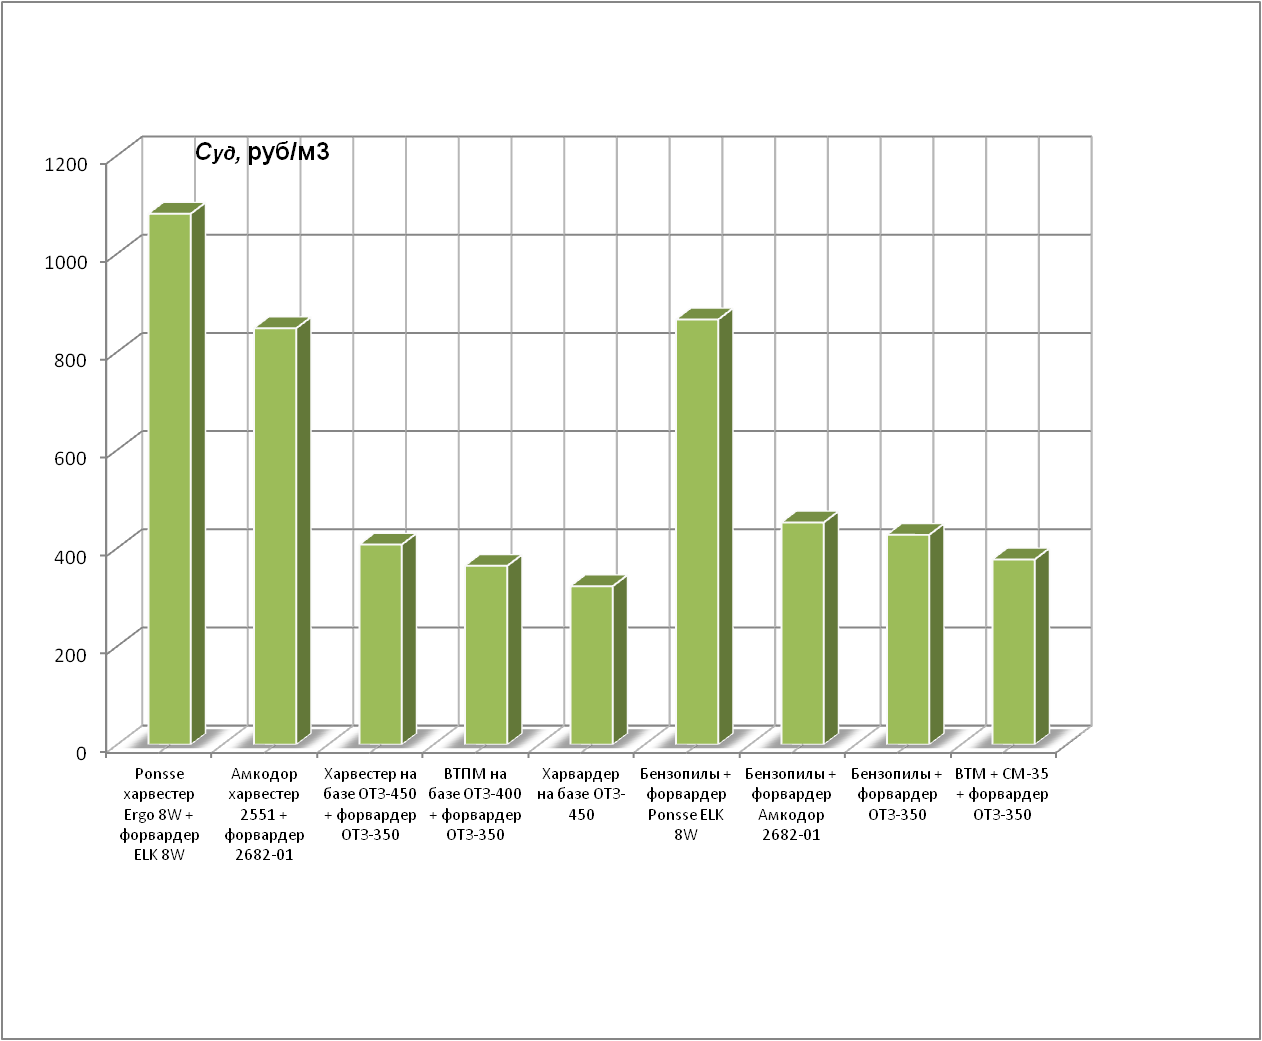 Суд, руб/м3
1200
1000
800
600
400
200
0
Ponsse
харвестер
Ergo 8W +
форвардер
ELK 8W
Амкодор
харвестер
2551 +
форвардер
2682-01
Харвестер на
базе ОТЗ-450
+ форвардер
ОТЗ-350
ВТПМ на
базе ОТЗ-400
+ форвардер
ОТЗ-350
Харвардер
на базе ОТЗ-
450
Бензопилы +
форвардер
Ponsse ELK
8W
Бензопилы +
форвардер
Амкодор
2682-01
Бензопилы +
форвардер
ОТЗ-350
ВТМ + СМ-35
+ форвардер
ОТЗ-350